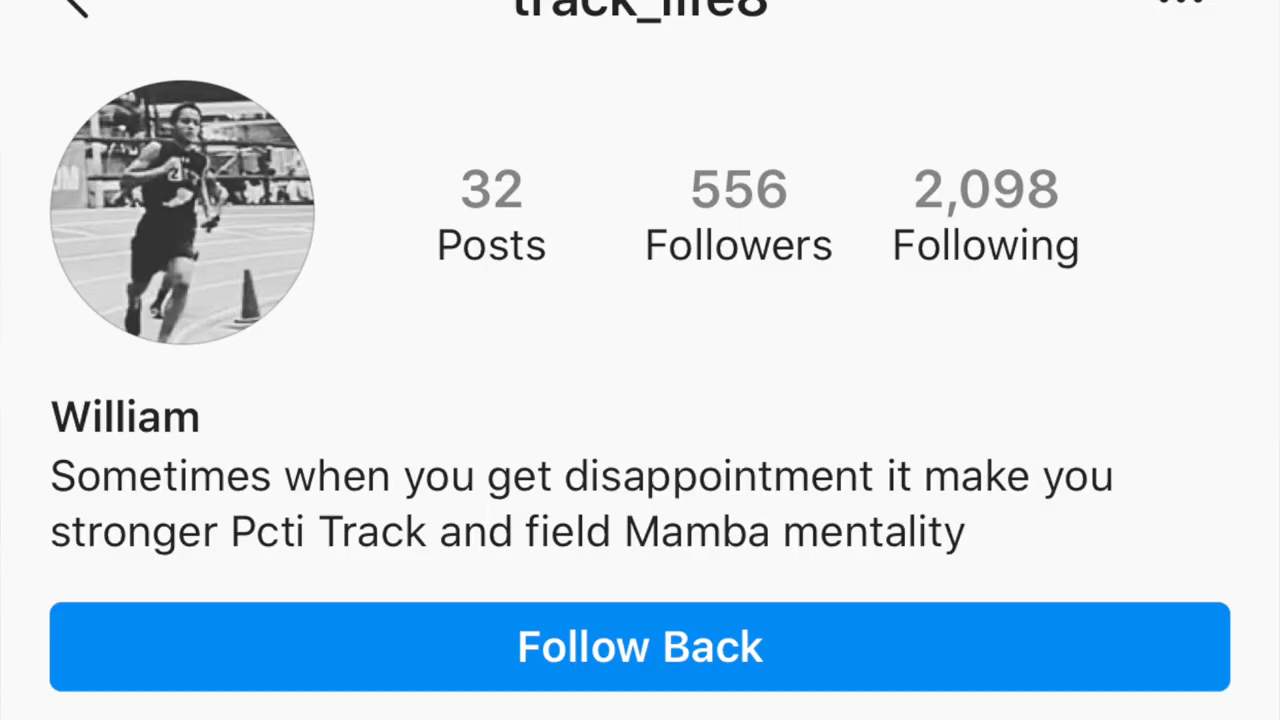 track_life8
32
556
2,098
Posts
Followers
Following
William
Sometimes when you get disappointment it make you
stronger Pcti Track and field Mamba mentality
Follow Back